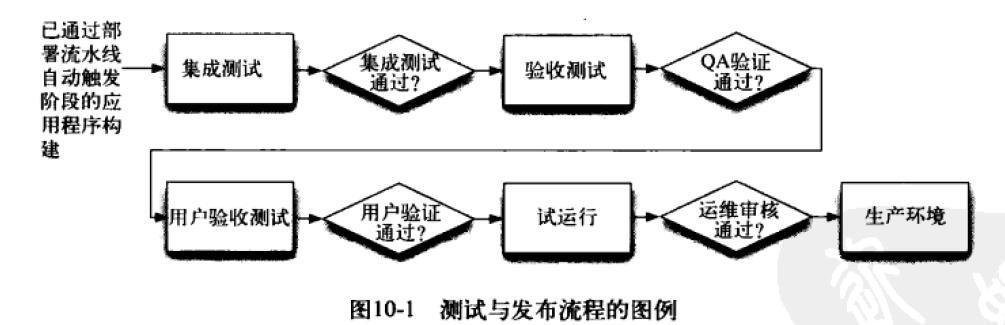 已通过部
署流水线
自动触发
阶段的应
用程序构
建
集成测试
集成测试
通过?
验收测试
QA验证
通过?
用户验收测试
用户验证
通过?
试运行
运维审核
通过?
生产环境
图10-1 测试与发布流程的图例